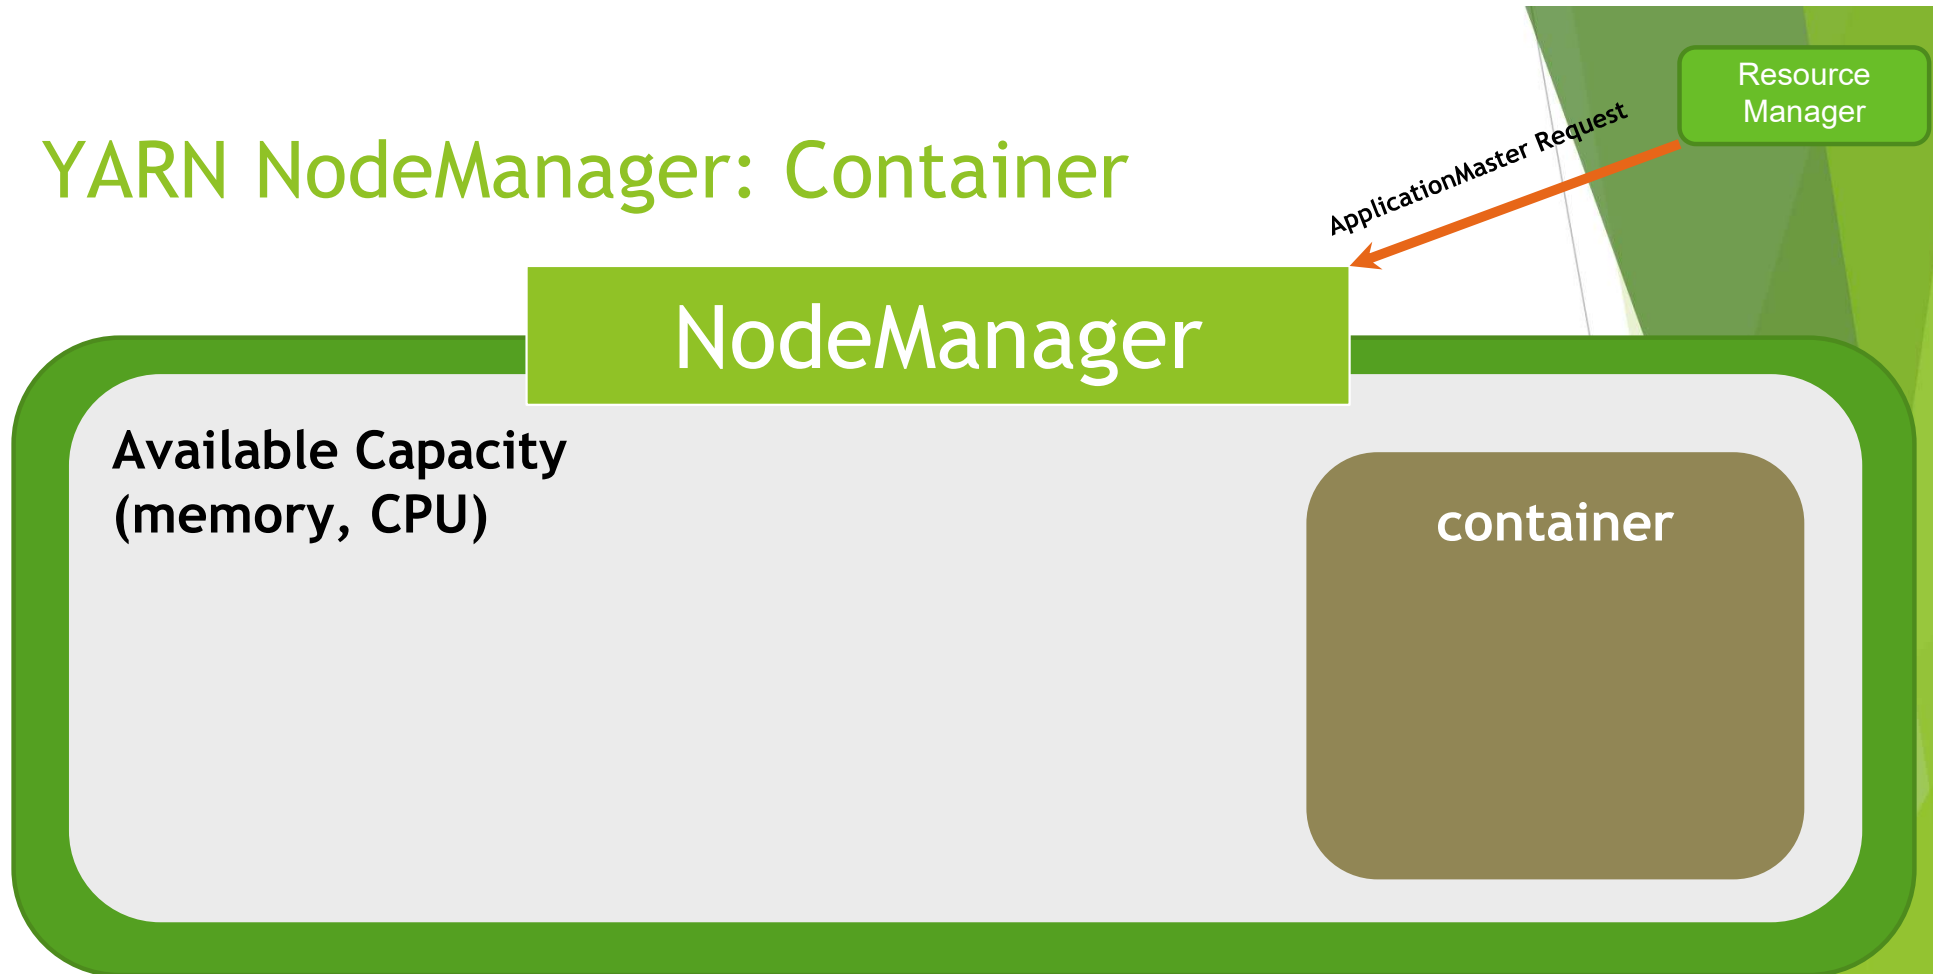 Resource
Manager
ApplicationMaster Request
YARN NodeManager: Container
NodeManager
Available Capacity
(memory, CPU)
container